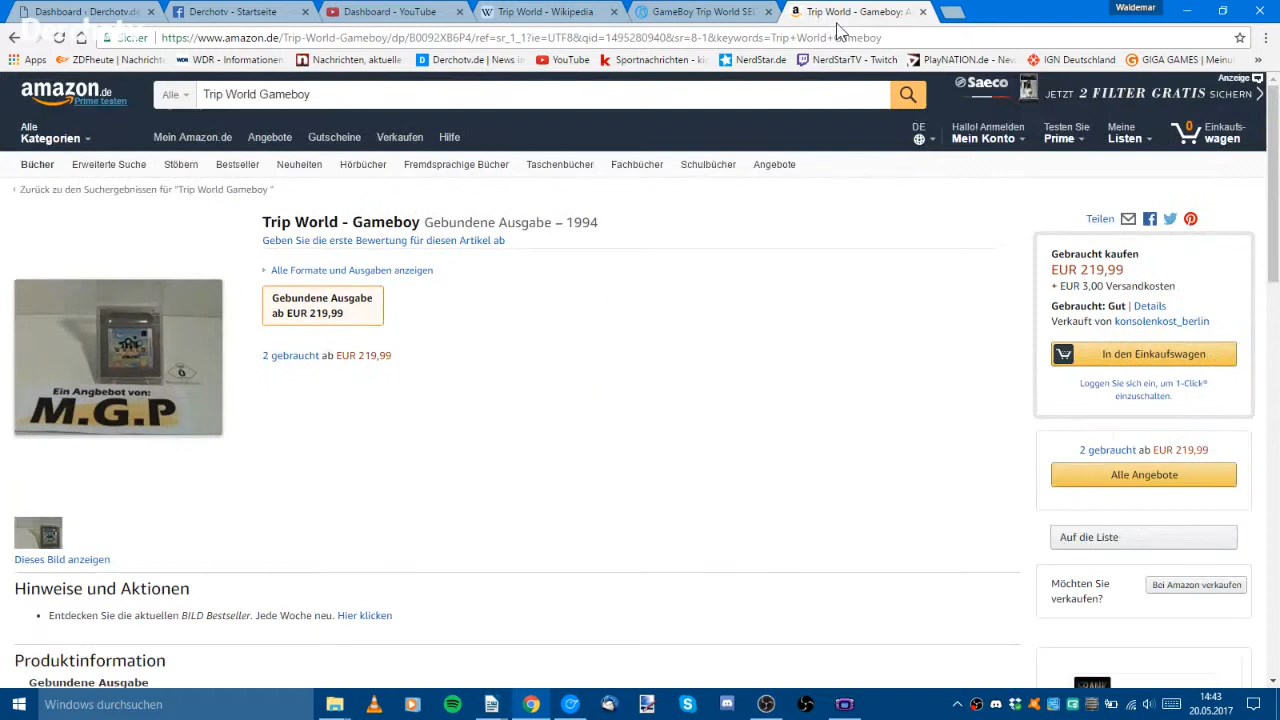 Dashboard ‹ Derchotv.de
Derchotv - Startseite
Dashboard - YouTube
Trip World - Wikipedia
GameBoy Trip World SEC
Trip World - Gameboy: A
Waldemar
Derchotv
Sicher
https://www.amazon.de/Trip-World-Gameboy/dp/B0092XB6P4/ref=sr_1_1?ie=UTF8&qid=1495280940&sr=8-1&keywords=Trip+World+Gameboy
Apps
ZDFheute | Nachrichten
WDR - Informationen
Nachrichten, aktuelle
Derchotv.de | News in
YouTube
Sportnachrichten - kic
NerdStar.de
NerdStarTV - Twitch
PlayNATION.de - New
IGN Deutschland
GIGA GAMES | Meinu
amazon.de
Prime testen
Alle
Trip World Gameboy
Saeco
Anzeige
JETZT 2 FILTER GRATIS SICHERN
Alle
Kategorien
Mein Amazon.de
Angebote
Gutscheine
Verkaufen
Hilfe
DE
Hallo! Anmelden
Mein Konto
Testen Sie
Prime
Meine
Listen
0
Einkaufs-
wagen
Bücher
Erweiterte Suche
Stöbern
Bestseller
Neuheiten
Hörbücher
Fremdsprachige Bücher
Taschenbücher
Fachbücher
Schulbücher
Angebote
‹ Zurück zu den Suchergebnissen für "Trip World Gameboy "
Trip World - Gameboy Gebundene Ausgabe – 1994
Geben Sie die erste Bewertung für diesen Artikel ab
Alle Formate und Ausgaben anzeigen
Gebundene Ausgabe
ab EUR 219,99
2 gebraucht ab EUR 219,99
Ein Angbebot von:
M.G.P
Dieses Bild anzeigen
Teilen
Gebraucht kaufen
EUR 219,99
+ EUR 3,00 Versandkosten
Gebraucht: Gut | Details
Verkauft von konsolenkost_berlin
In den Einkaufswagen
Loggen Sie sich ein, um 1-Click®
einzuschalten.
2 gebraucht ab EUR 219,99
Alle Angebote
Auf die Liste
Möchten Sie
verkaufen?
Bei Amazon verkaufen
Hinweise und Aktionen
• Entdecken Sie die aktuellen BILD Bestseller. Jede Woche neu. Hier klicken
Produktinformation
Gebundene Ausgabe
Windows durchsuchen
14:43
20.05.2017